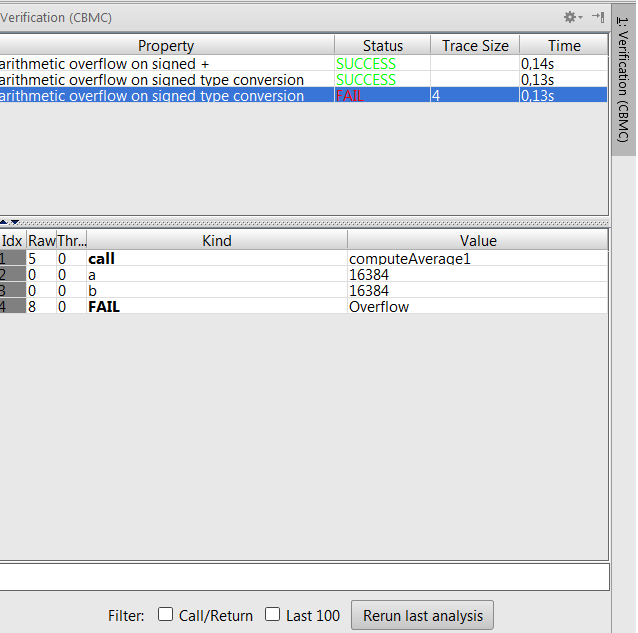 Verification (CBMC)
1: Verification (CBMC)
Property Status Trace Size Time
arithmetic overflow on signed + SUCCESS 0,14s
arithmetic overflow on signed type conversion SUCCESS 0,13s
arithmetic overflow on signed type conversion FAIL 4 0,13s
Idx Raw Thr... Kind Value
1 5 0 call computeAverage1
2 0 0 a 16384
3 0 0 b 16384
4 8 0 FAIL Overflow
Filter: Call/Return Last 100 Rerun last analysis